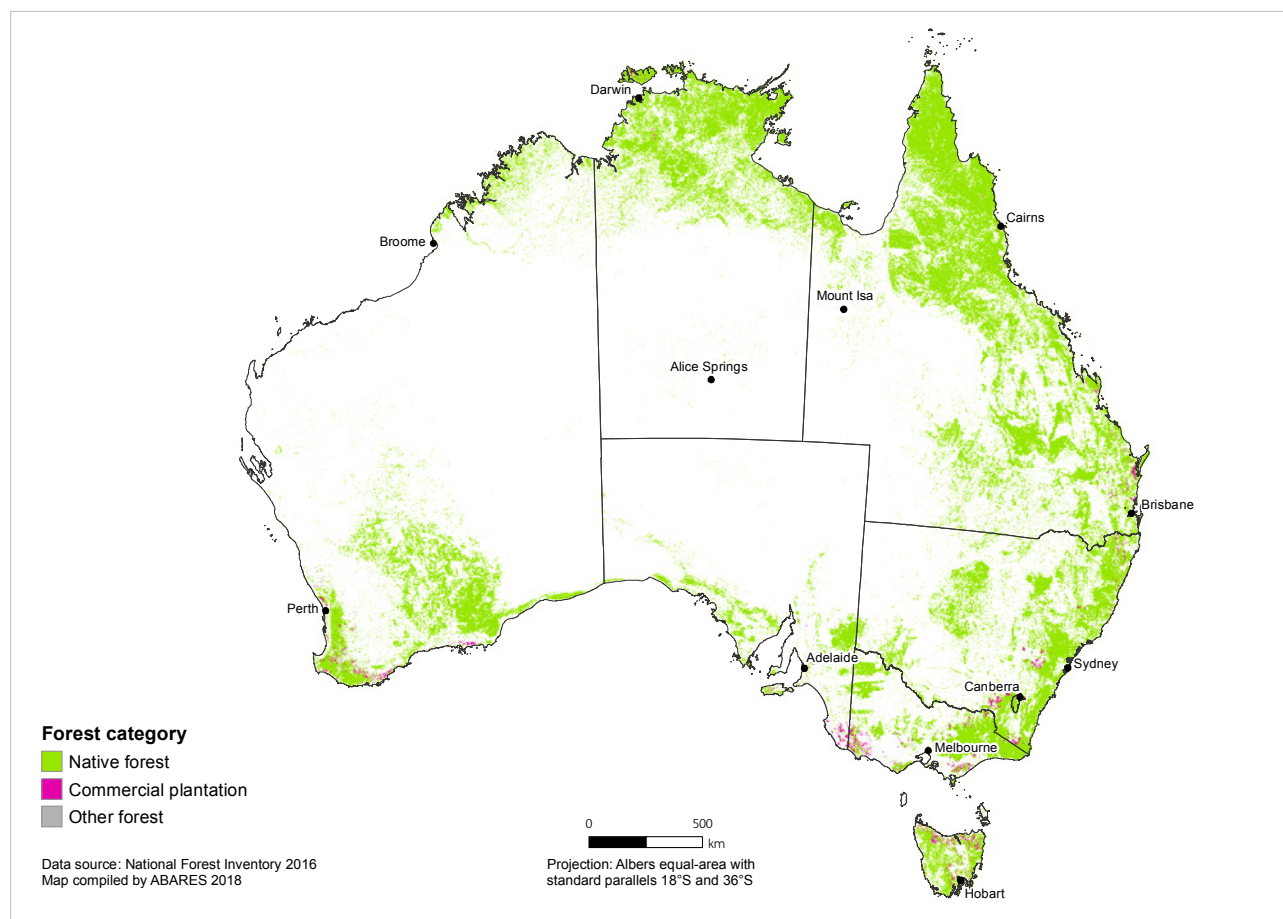 Darwin
Cairns
Broome
Mount Isa
Alice Springs
Brisbane
Perth
Adelaide
Sydney
Canberra
Melbourne
Hobart
Forest category
Native forest
Commercial plantation
Other forest
Data source: National Forest Inventory 2016
Map compiled by ABARES 2018
0 500
km
Projection: Albers equal-area with
standard parallels 18°S and 36°S